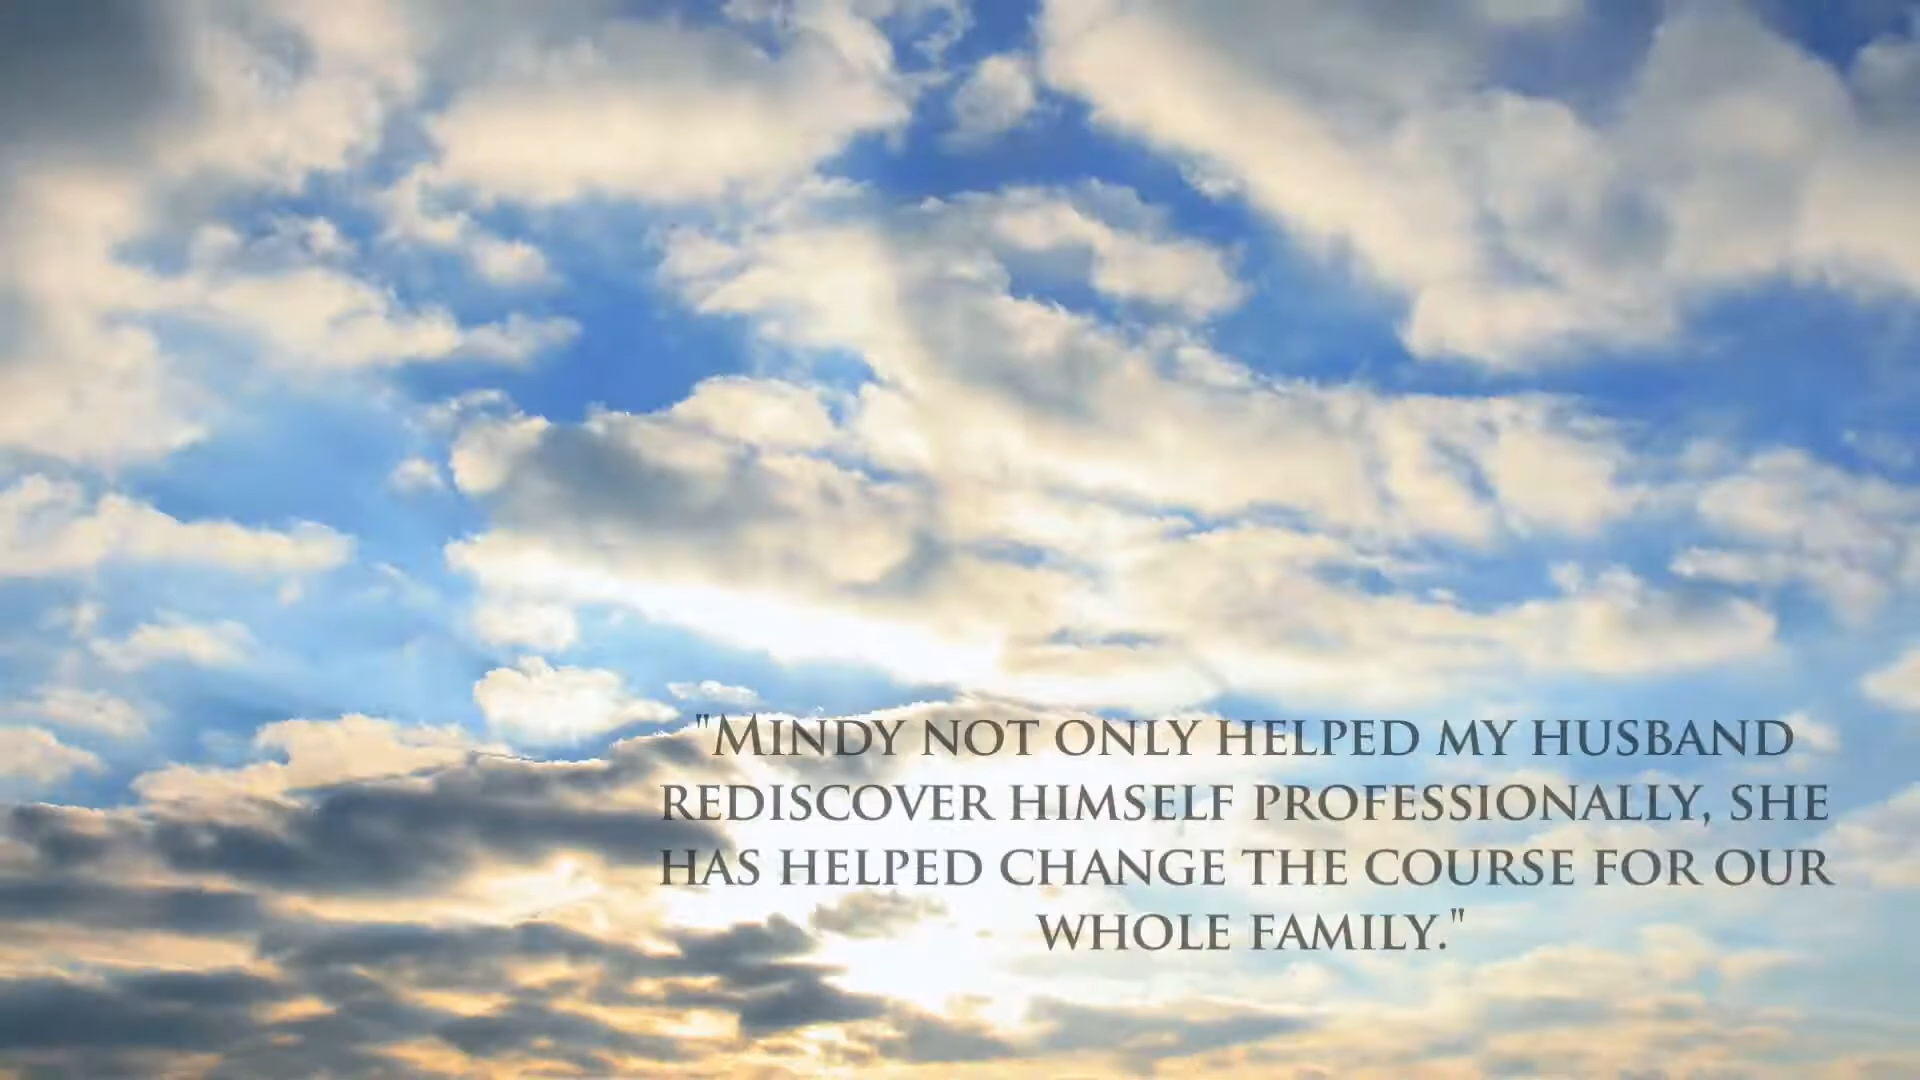 "Mindy not only helped my husband
rediscover himself professionally, she
has helped change the course for our
whole family."